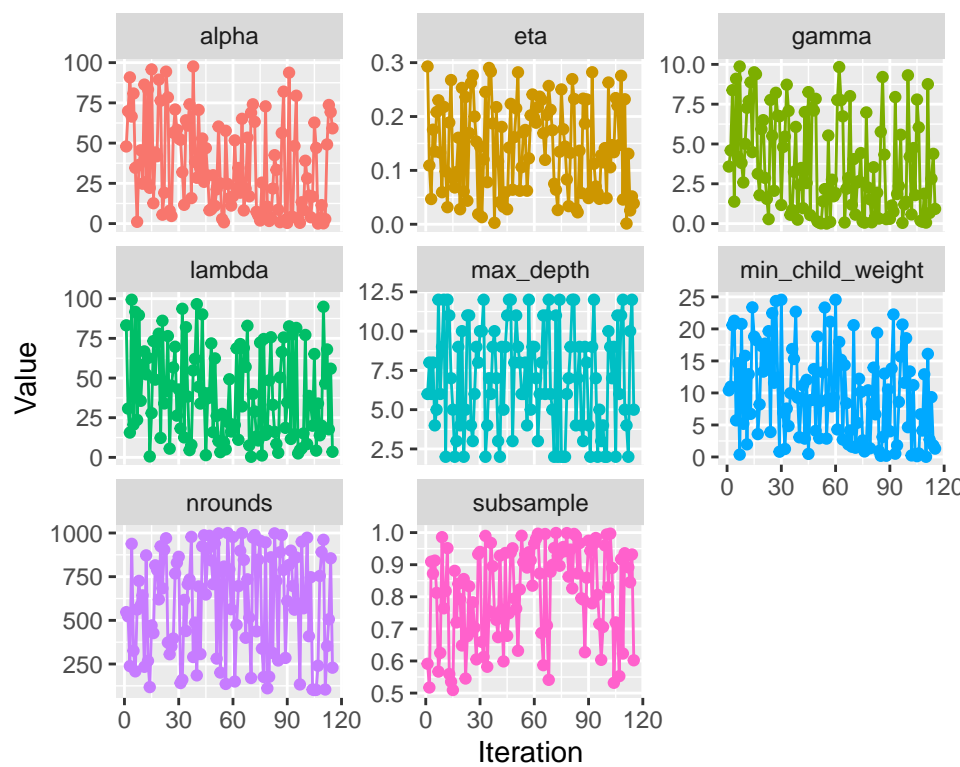 alpha eta gamma
100 0.3 10.0
75 7.5
0.2
50 5.0
25 0.1 2.5
0 0.0 0.0
lambda max_depth min_child_weight
100 12.5 25
75 10.0 20
15
50 7.5
10
25 5.0 5
0 2.5 0
0 30 60 90 120
nrounds subsample
1000 1.0
0.9
750 0.8
500 0.7
250 0.6
0.5
0 30 60 90 120 0 30 60 90 120
Value
Iteration